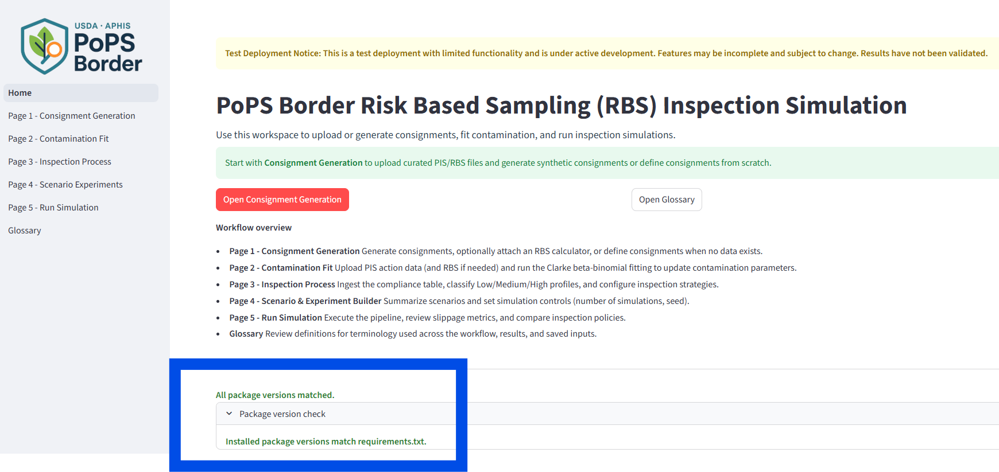 USDA · APHIS
PoPS
Border
Home
Page 1 - Consignment Generation
Page 2 - Contamination Fit
Page 3 - Inspection Process
Page 4 - Scenario Experiments
Page 5 - Run Simulation
Glossary
Test Deployment Notice: This is a test deployment with limited functionality and is under active development. Features may be incomplete and subject to change. Results have not been validated.
PoPS Border Risk Based Sampling (RBS) Inspection Simulation
Use this workspace to upload or generate consignments, fit contamination, and run inspection simulations.
Start with Consignment Generation to upload curated PIS/RBS files and generate synthetic consignments or define consignments from scratch.
Open Consignment Generation
Open Glossary
Workflow overview
• Page 1 - Consignment Generation Generate consignments, optionally attach an RBS calculator, or define consignments when no data exists.
• Page 2 - Contamination Fit Upload PIS action data (and RBS if needed) and run the Clarke beta-binomial fitting to update contamination parameters.
• Page 3 - Inspection Process Ingest the compliance table, classify Low/Medium/High profiles, and configure inspection strategies.
• Page 4 - Scenario & Experiment Builder Summarize scenarios and set simulation controls (number of simulations, seed).
• Page 5 - Run Simulation Execute the pipeline, review slippage metrics, and compare inspection policies.
• Glossary Review definitions for terminology used across the workflow, results, and saved inputs.
All package versions matched.
Package version check
Installed package versions match requirements.txt.